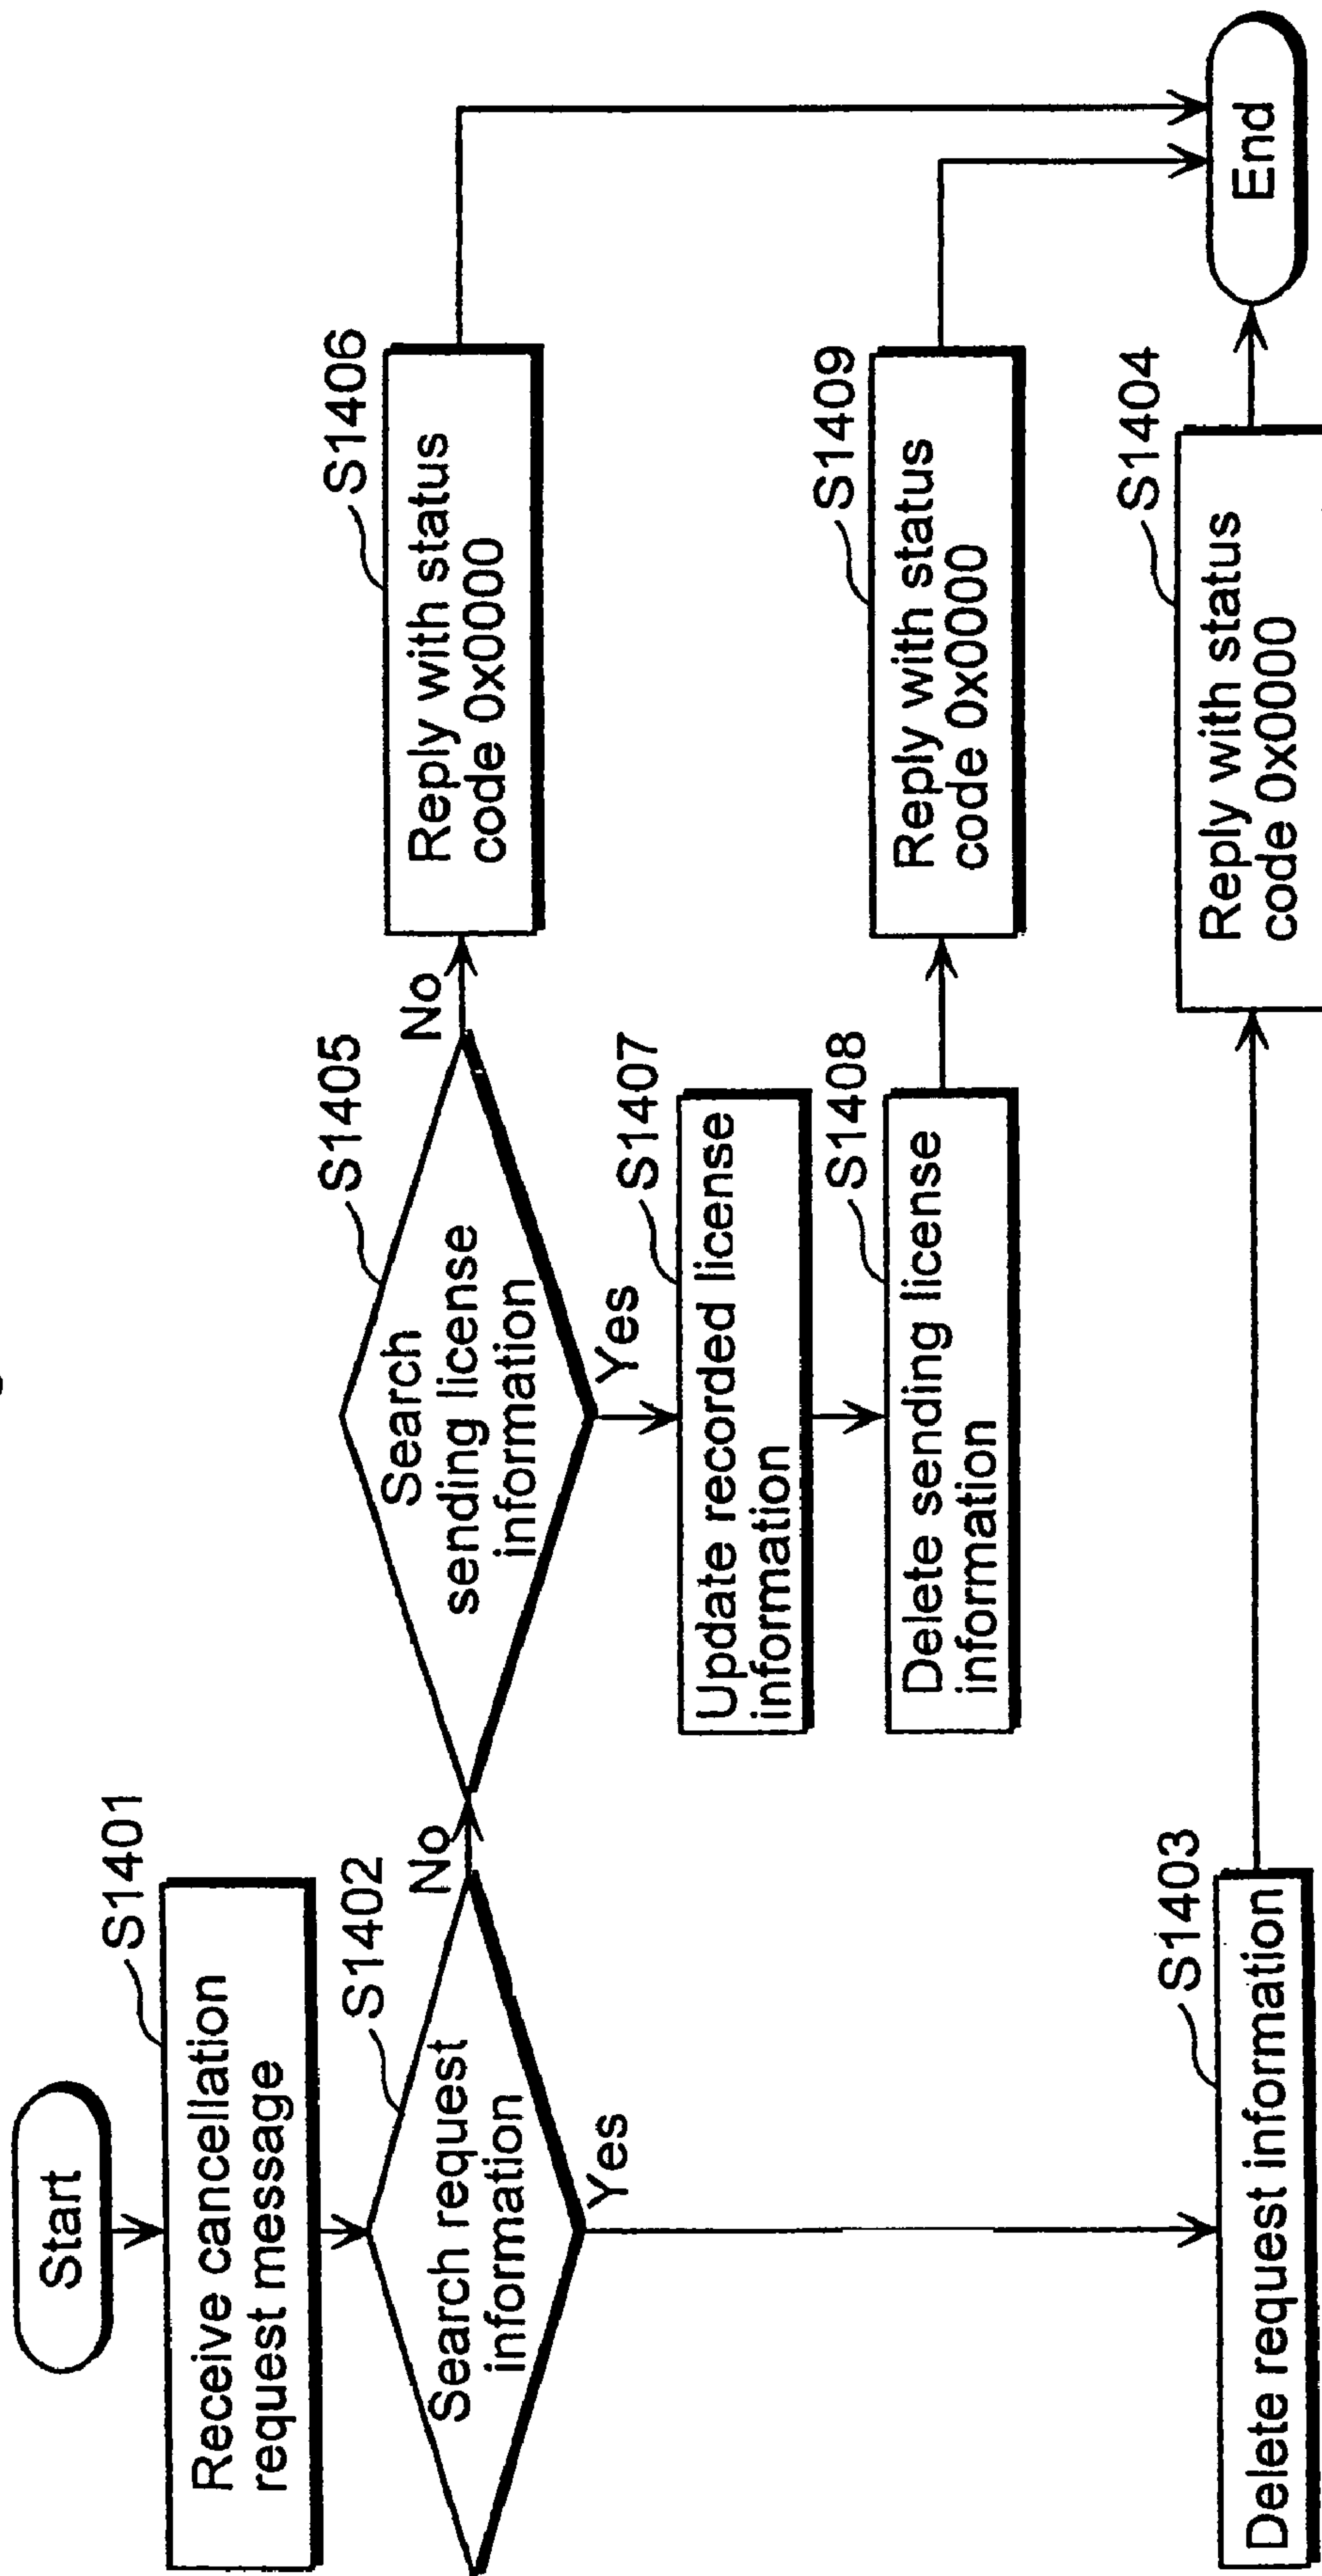 Start
S1401
Receive cancellation
request message
S1402
Search request
information
No
Yes
S1403
Delete request information
S1404
Reply with status
code 0x0000
S1405
Search
sending license
information
No
Yes
S1406
Reply with status
code 0x0000
S1407
Update recorded license
information
S1408
Delete sending license
information
S1409
Reply with status
code 0x0000
End